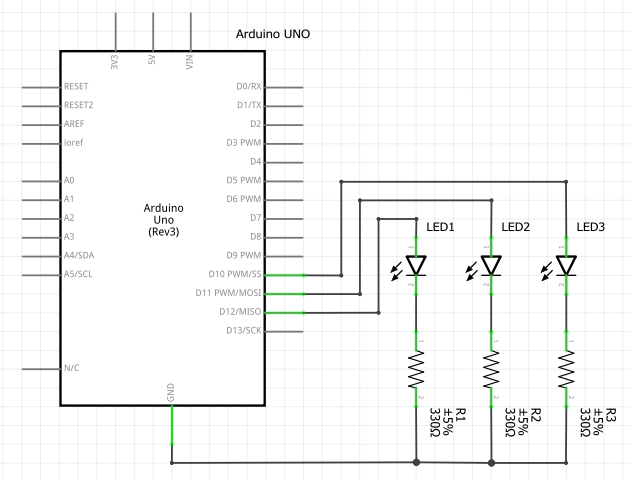 Arduino UNO
3V3
5V
VIN
RESET
RESET2
AREF
ioref
A0
A1
A2
A3
A4/SDA
A5/SCL
N/C
Arduino
Uno
(Rev3)
D0/RX
D1/TX
D2
D3 PWM
D4
D5 PWM
D6 PWM
D7
D8
D9 PWM
D10 PWM/SS
D11 PWM/MOSI
D12/MISO
D13/SCK
GND
LED1
1
2
LED2
1
2
LED3
1
2
1
2
R1
±5%
330Ω
1
2
R2
±5%
330Ω
1
2
R3
±5%
330Ω